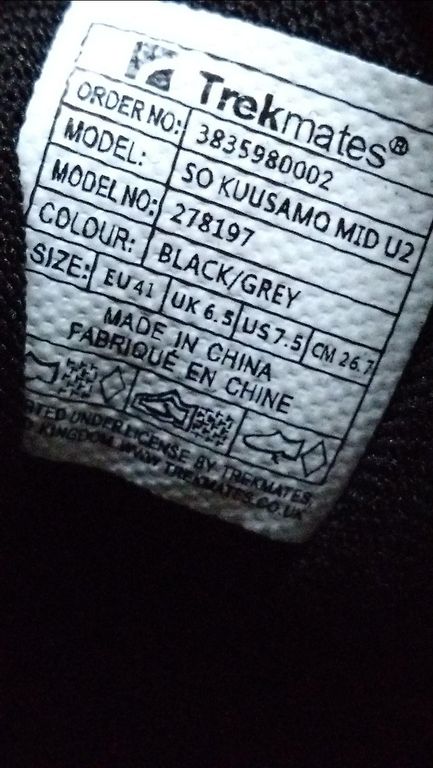 Trekmates®
ORDER NO: 3835980002
MODEL: SO KUUSAMO MID U2
MODEL NO: 278197
COLOUR: BLACK/GREY
SIZE: EU 41 UK 6.5 US 7.5 CM 26.7
MADE IN CHINA
FABRIQUÉ EN CHINE
UNDER LICENSE BY TREKMATES,
KINGDOM. WWW.TREKMATES.CO.UK